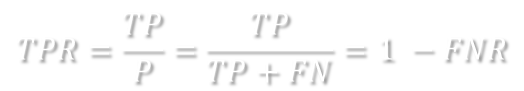 TPR = TP/P = TP/(TP + FN) = 1 − FNR